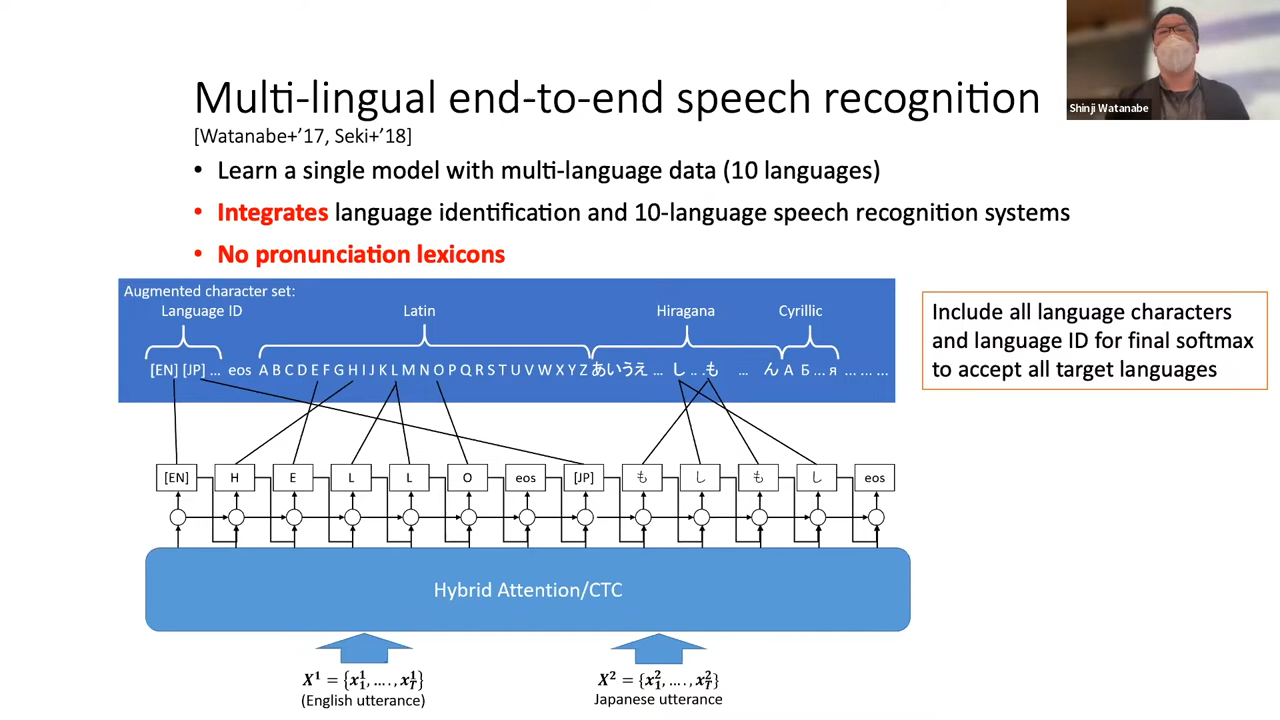 Shinji Watanabe
Multi-lingual end-to-end speech recognition
[Watanabe+’17, Seki+’18]
• Learn a single model with multi-language data (10 languages)
• Integrates language identification and 10-language speech recognition systems
• No pronunciation lexicons
Augmented character set:
Language ID Latin Hiragana Cyrillic
[EN] [JP] ... eos A B C D E F G H I J K L M N O P Q R S T U V W X Y Z あいうえ ... し .. .も ... ん А Б ... я ... ... ...
Include all language characters
and language ID for final softmax
to accept all target languages
[EN] H E L L O eos [JP] も し も し eos
Hybrid Attention/CTC
X¹ = {x₁¹, …., x_T¹}
(English utterance)
X² = {x₁², …., x_T²}
Japanese utterance